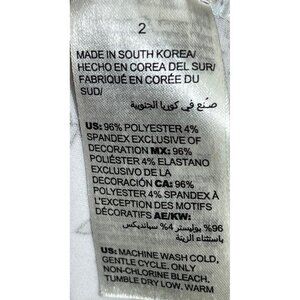 2
MADE IN SOUTH KOREA/
HECHO EN COREA DEL SUR/
FABRIQUÉ EN CORÉE DU
SUD/
صنع في كوريا الجنوبية
US: 96% POLYESTER 4%
SPANDEX EXCLUSIVE OF
DECORATION MX: 96%
POLIÉSTER 4% ELASTANO
EXCLUSIVO DE LA
DECORACIÓN CA: 96%
POLYESTER 4% SPANDEX À
L'EXCEPTION DES MOTIFS
DÉCORATIFS AE/KW:
96% بوليستر 4% سبانديكس
باستثناء الزينة
US: MACHINE WASH COLD,
GENTLE CYCLE. ONLY
NON-CHLORINE BLEACH,
TUMBLE DRY LOW, WARM